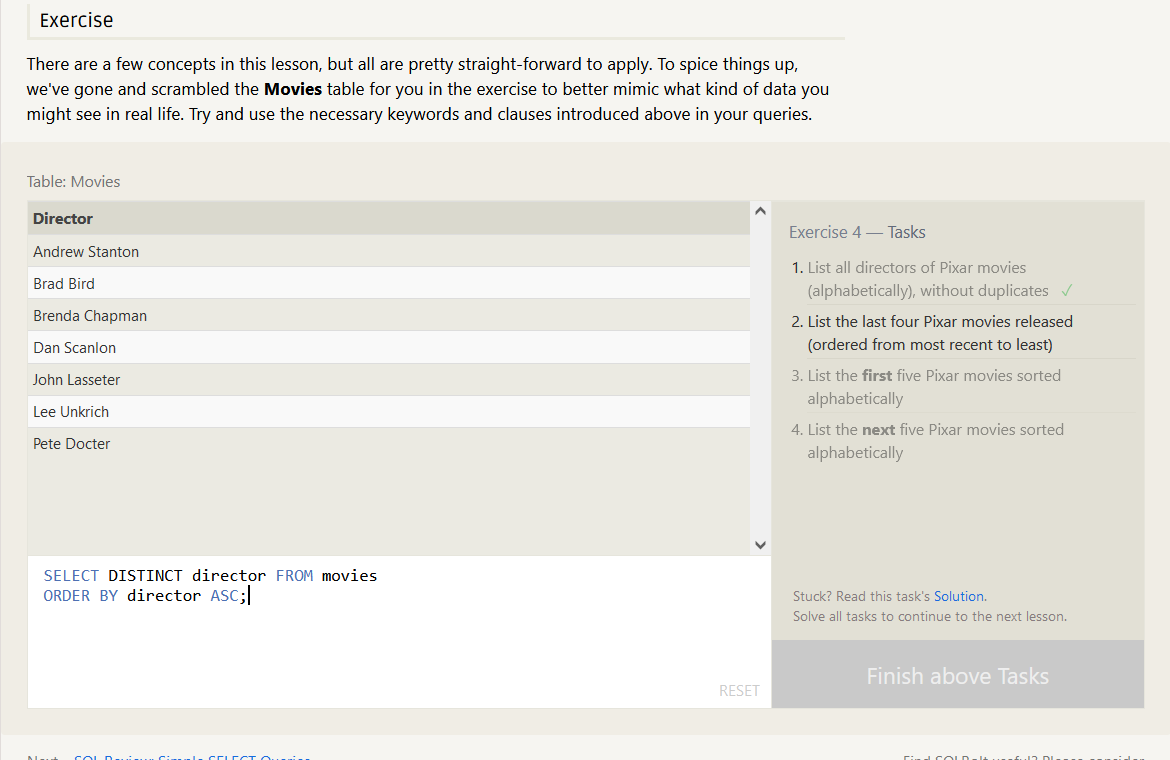 Exercise
There are a few concepts in this lesson, but all are pretty straight-forward to apply. To spice things up,
we've gone and scrambled the Movies table for you in the exercise to better mimic what kind of data you
might see in real life. Try and use the necessary keywords and clauses introduced above in your queries.
Table: Movies
Director
Andrew Stanton
Brad Bird
Brenda Chapman
Dan Scanlon
John Lasseter
Lee Unkrich
Pete Docter
SELECT DISTINCT director FROM movies
ORDER BY director ASC;
RESET
Exercise 4 — Tasks
1. List all directors of Pixar movies
(alphabetically), without duplicates ✓
2. List the last four Pixar movies released
(ordered from most recent to least)
3. List the first five Pixar movies sorted
alphabetically
4. List the next five Pixar movies sorted
alphabetically
Stuck? Read this task's Solution.
Solve all tasks to continue to the next lesson.
Finish above Tasks
Next – SQL Review: Simple SELECT Queries
Find SQLBolt useful? Please consider